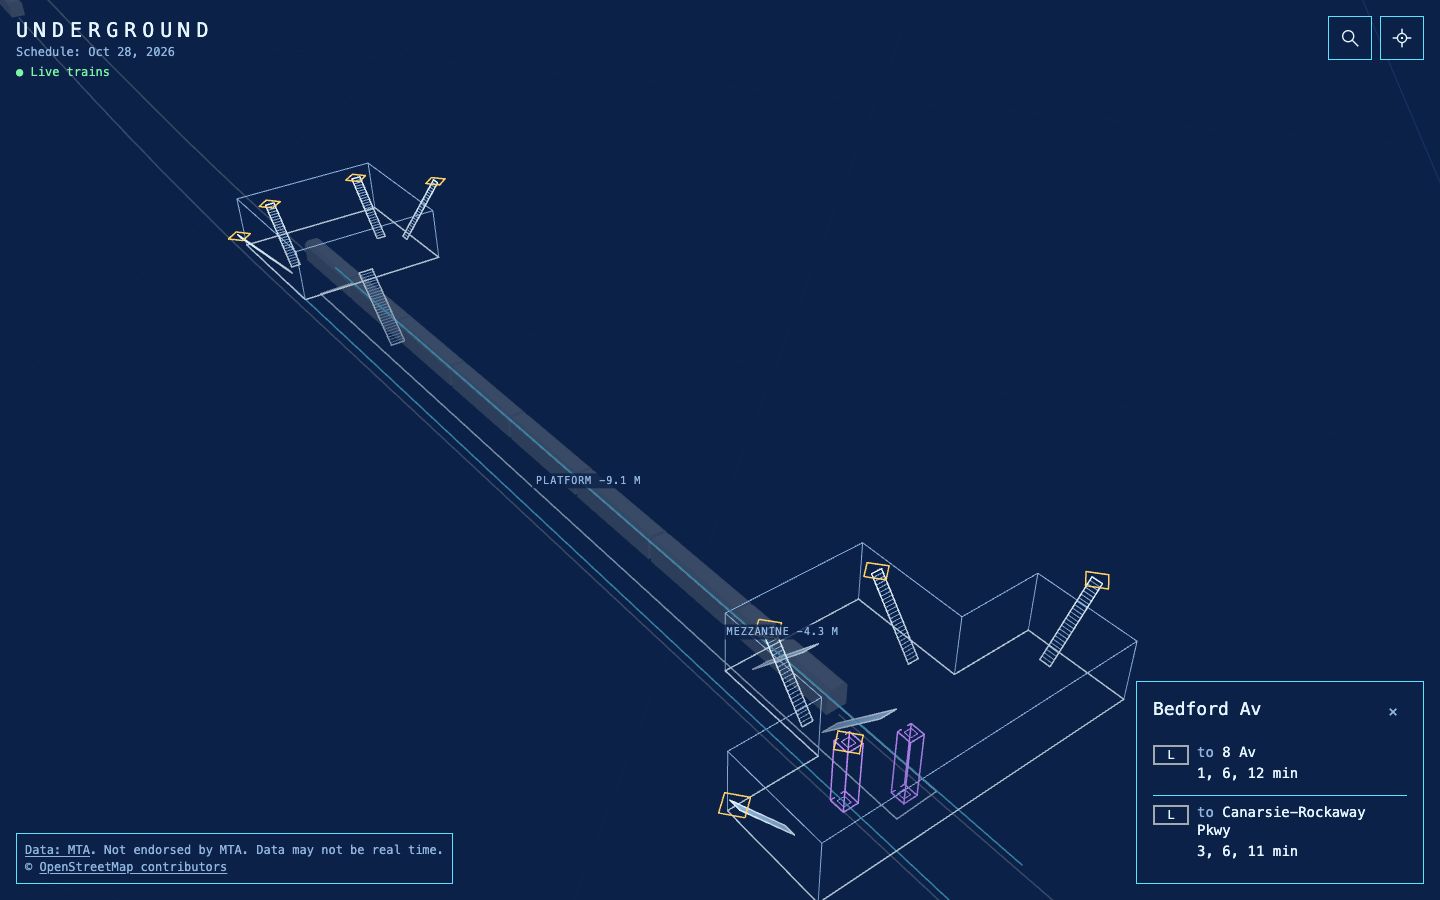 UNDERGROUND
Schedule: Oct 28, 2026
Live trains
PLATFORM −9.1 M
MEZZANINE −4.3 M
Bedford Av
×
L to 8 Av
1, 6, 12 min
L to Canarsie–Rockaway
Pkwy
3, 6, 11 min
Data: MTA. Not endorsed by MTA. Data may not be real time.
© OpenStreetMap contributors